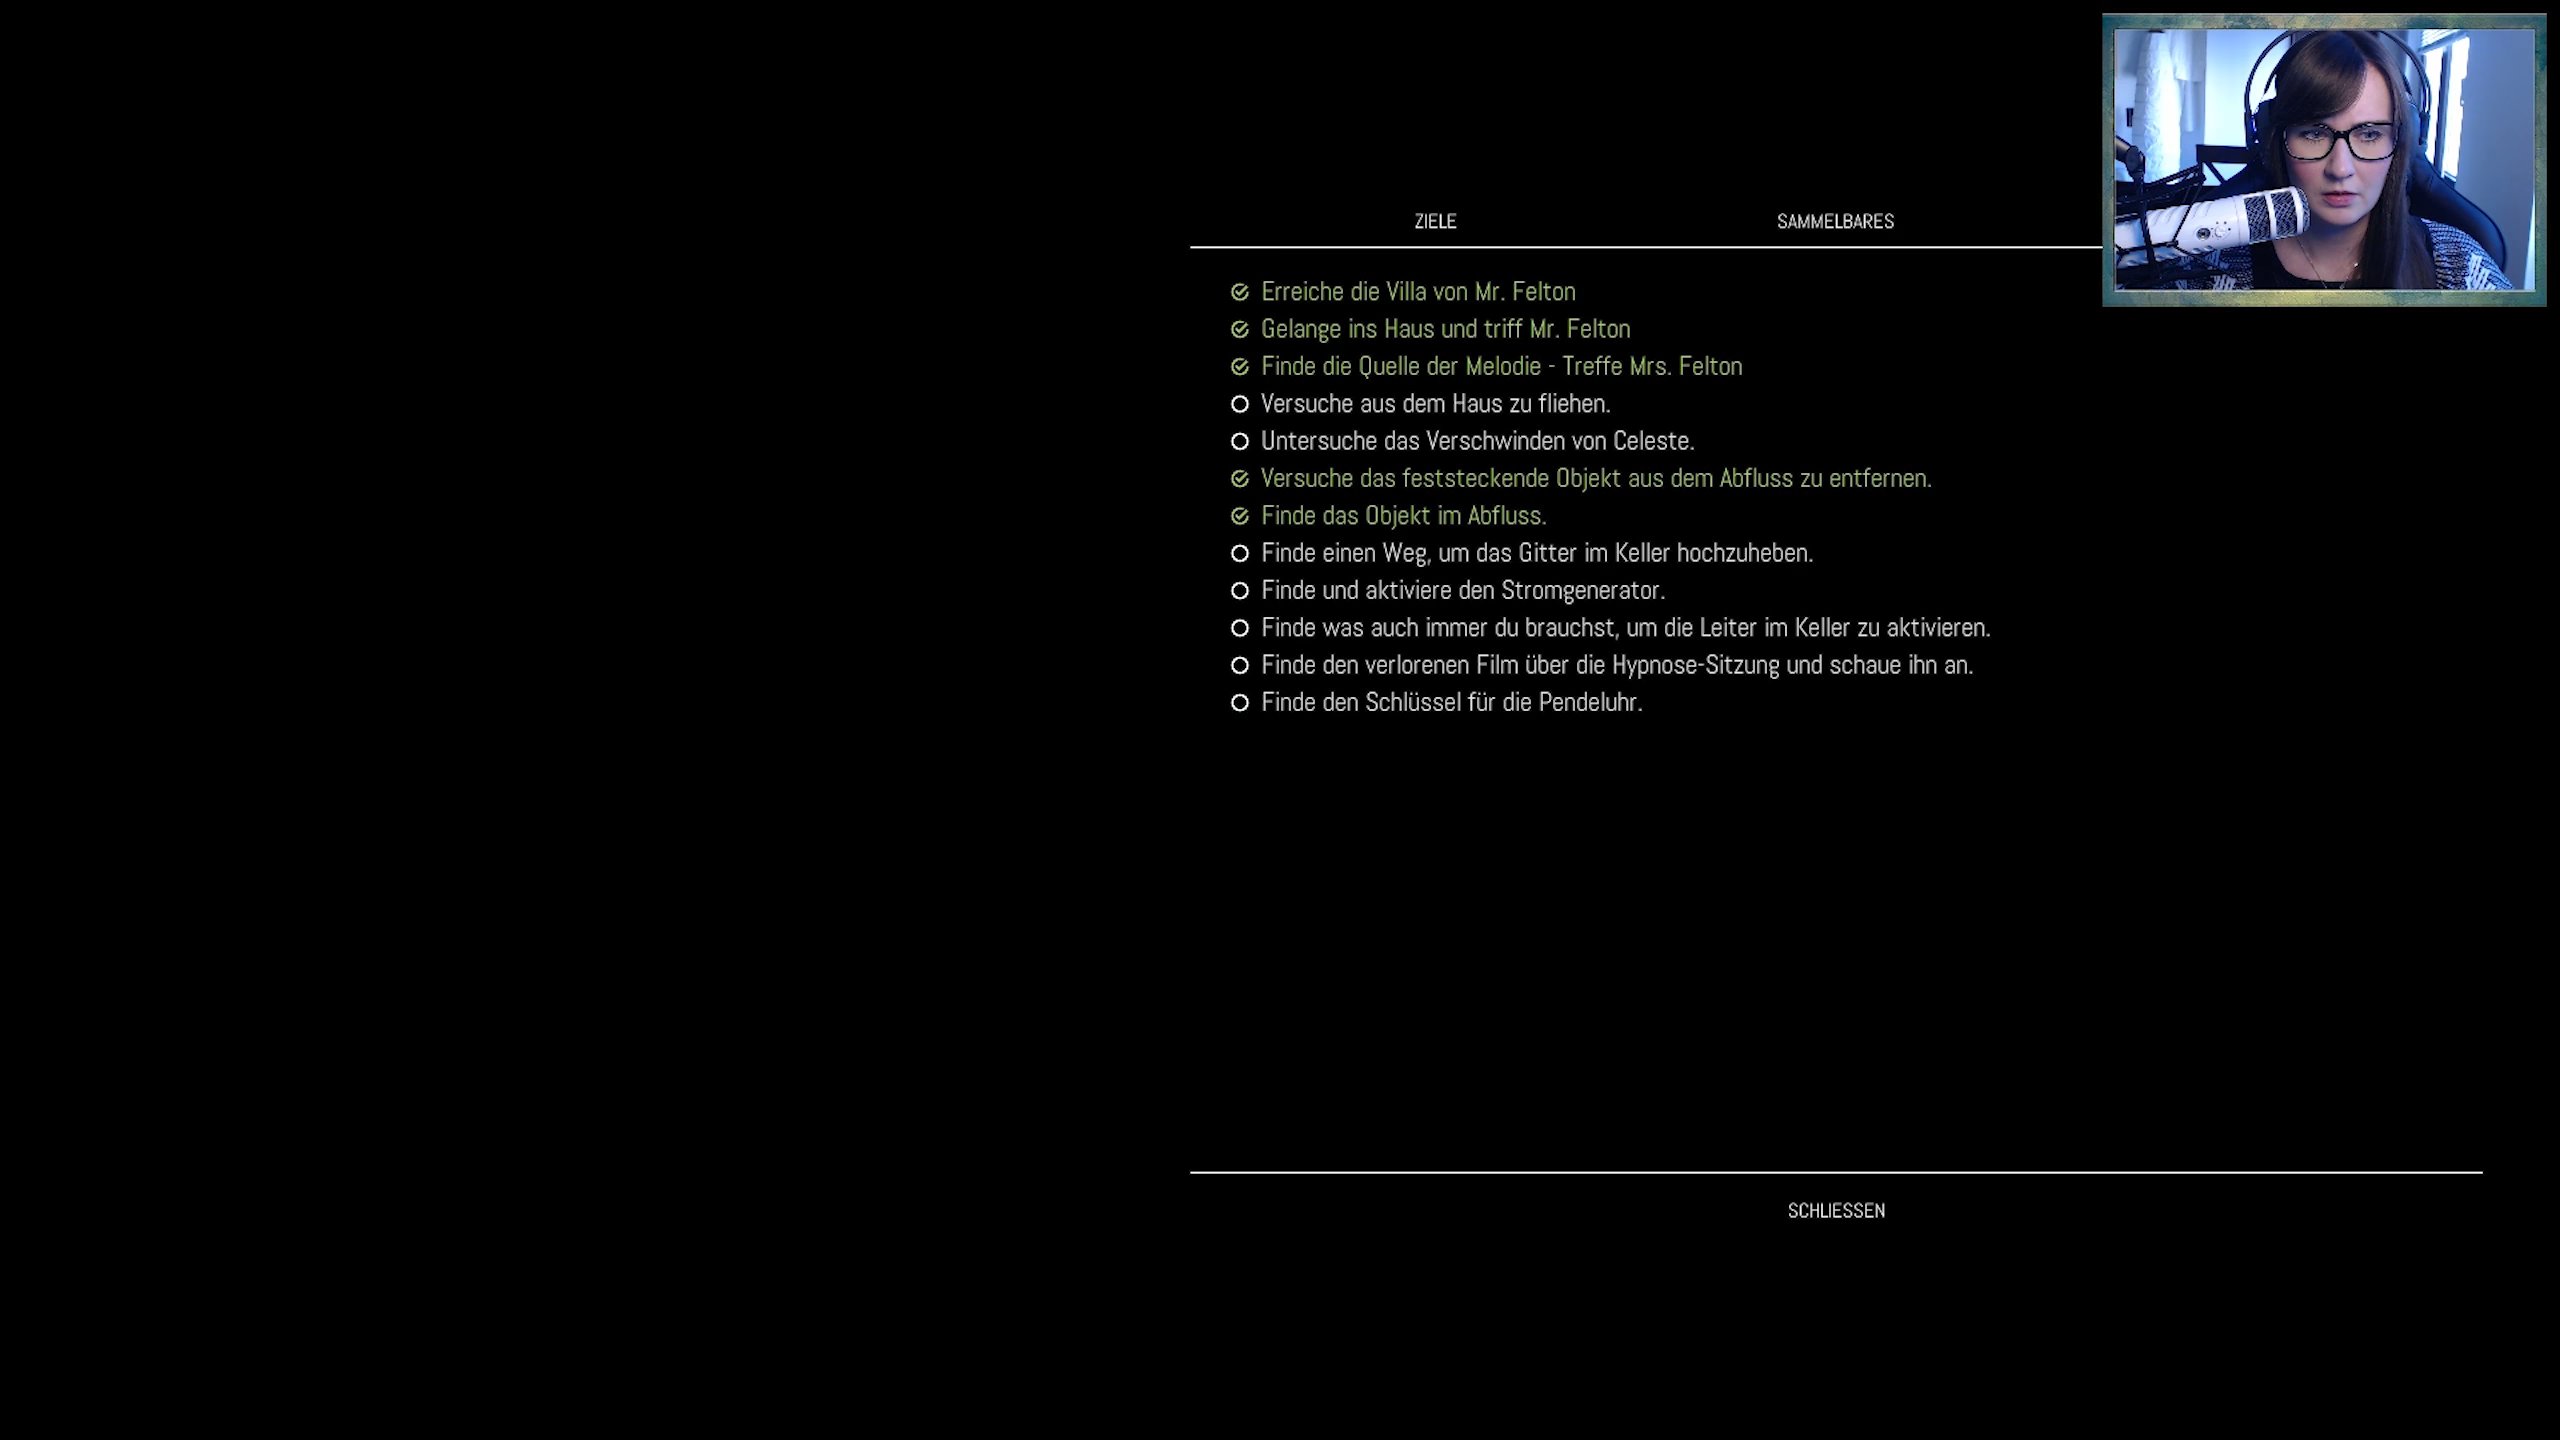 ZIELE
SAMMELBARES
Erreiche die Villa von Mr. Felton
Gelange ins Haus und triff Mr. Felton
Finde die Quelle der Melodie - Treffe Mrs. Felton
Versuche aus dem Haus zu fliehen.
Untersuche das Verschwinden von Celeste.
Versuche das feststeckende Objekt aus dem Abfluss zu entfernen.
Finde das Objekt im Abfluss.
Finde einen Weg, um das Gitter im Keller hochzuheben.
Finde und aktiviere den Stromgenerator.
Finde was auch immer du brauchst, um die Leiter im Keller zu aktivieren.
Finde den verlorenen Film über die Hypnose-Sitzung und schaue ihn an.
Finde den Schlüssel für die Pendeluhr.
SCHLIESSEN